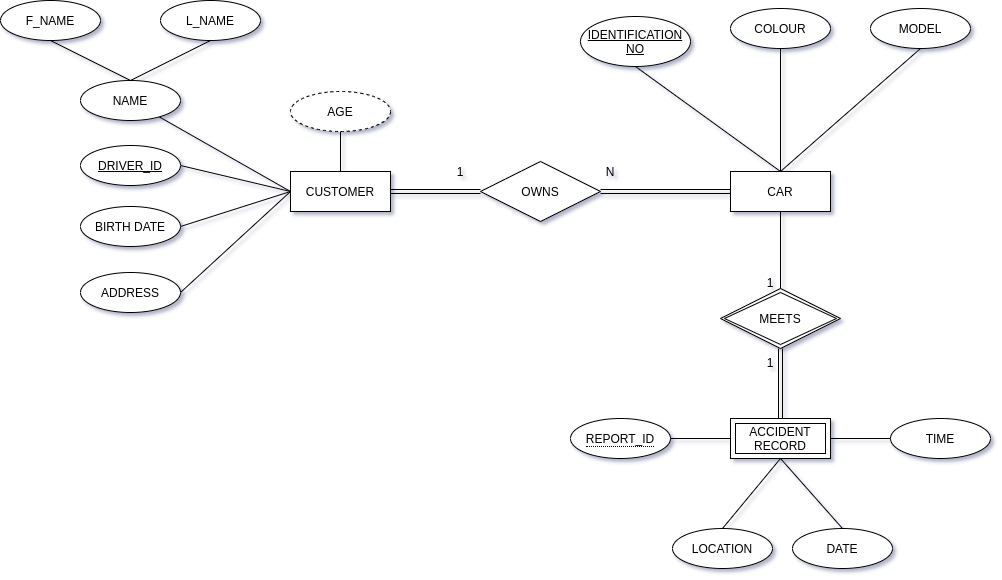 F_NAME
L_NAME
IDENTIFICATION
NO
COLOUR
MODEL
NAME
AGE
DRIVER_ID
1
N
CUSTOMER
OWNS
CAR
BIRTH DATE
ADDRESS
1
MEETS
1
REPORT_ID
ACCIDENT
RECORD
TIME
LOCATION
DATE